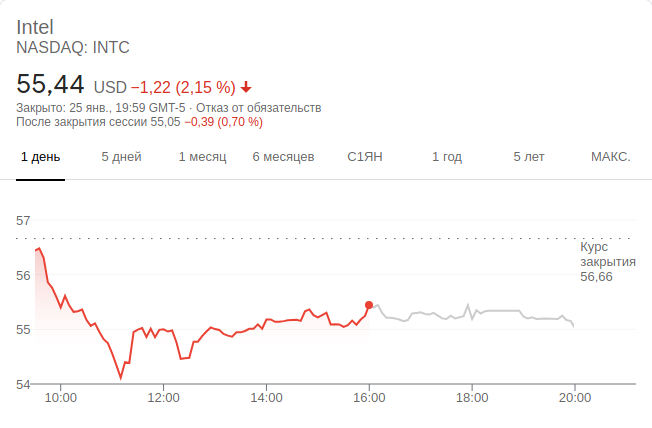 Intel
NASDAQ: INTC
55,44 USD −1,22 (2,15 %)
Закрыто: 25 янв., 19:59 GMT-5 · Отказ от обязательств
После закрытия сессии 55,05 −0,39 (0,70 %)
1 день 5 дней 1 месяц 6 месяцев С1ЯН 1 год 5 лет МАКС.
57
Курс
закрытия
56,66
56
55
54
10:00 12:00 14:00 16:00 18:00 20:00